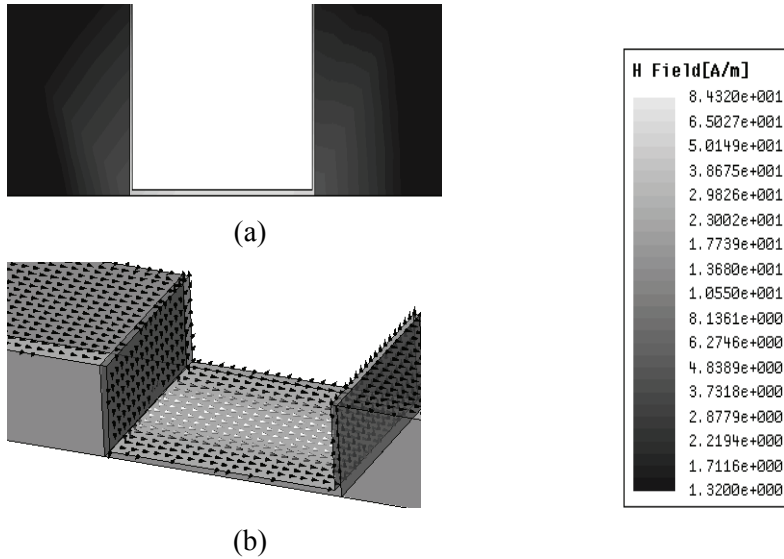 H Field[A/m]
8.4320e+001
6.5027e+001
5.0149e+001
3.8675e+001
2.9826e+001
2.3002e+001
1.7739e+001
1.3680e+001
1.0550e+001
8.1361e+000
6.2746e+000
4.8389e+000
3.7318e+000
2.8779e+000
2.2194e+000
1.7116e+000
1.3200e+000
(a)
(b)